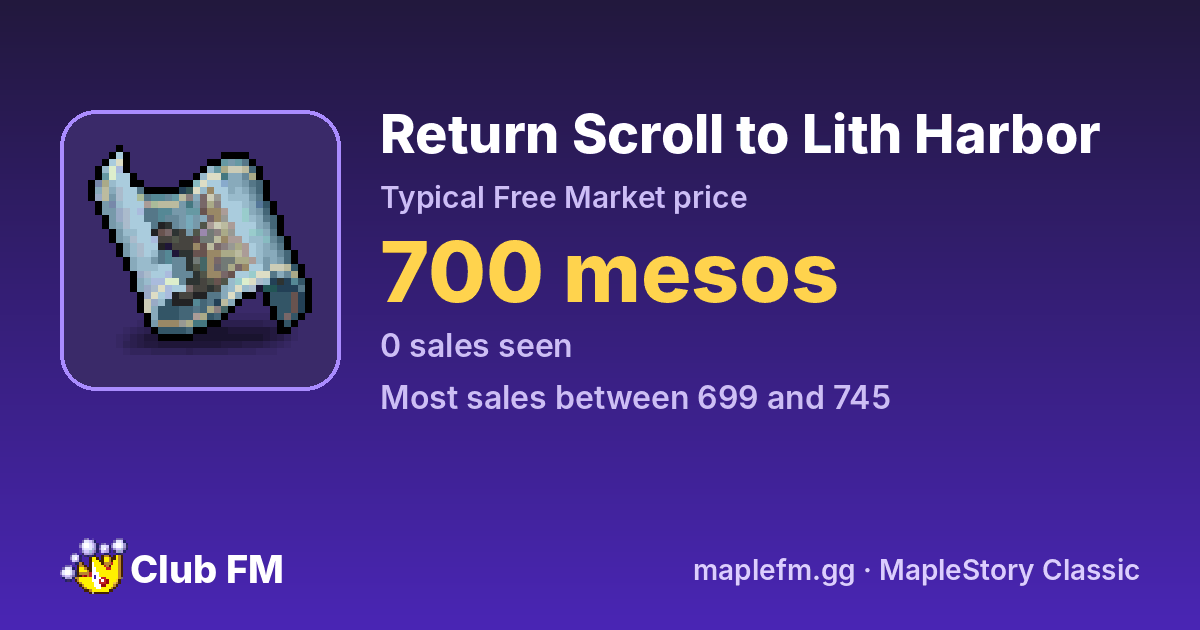 Return Scroll to Lith Harbor
Typical Free Market price
700 mesos
0 sales seen
Most sales between 699 and 745
Club FM
maplefm.gg · MapleStory Classic